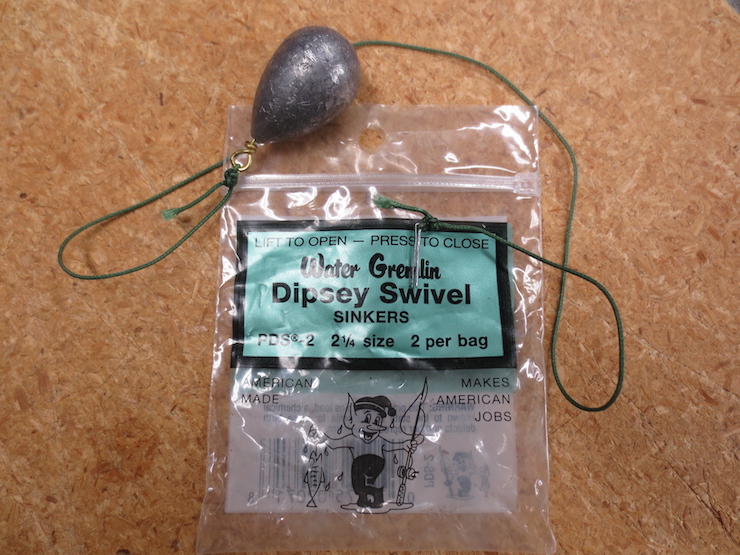 LIFT TO OPEN — PRESS TO CLOSE
Water Gremlin
Dipsey Swivel
SINKERS
PDS®-2 2¼ size 2 per bag
AMERICAN MADE
MAKES AMERICAN JOBS